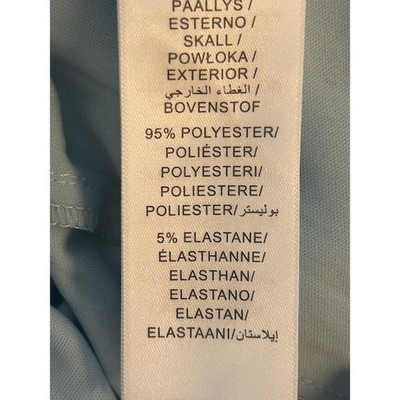 PÄÄLLYS /
ESTERNO /
SKALL /
POWŁOKA /
EXTERIOR /
الغطاء الخارجي /
BOVENSTOF
95% POLYESTER/
POLIÉSTER/
POLYESTERI/
POLIESTERE/
POLIESTER/بوليستر/
5% ELASTANE/
ÉLASTHANNE/
ELASTHAN/
ELASTANO/
ELASTAN/
ELASTAANI/إيلاستان/